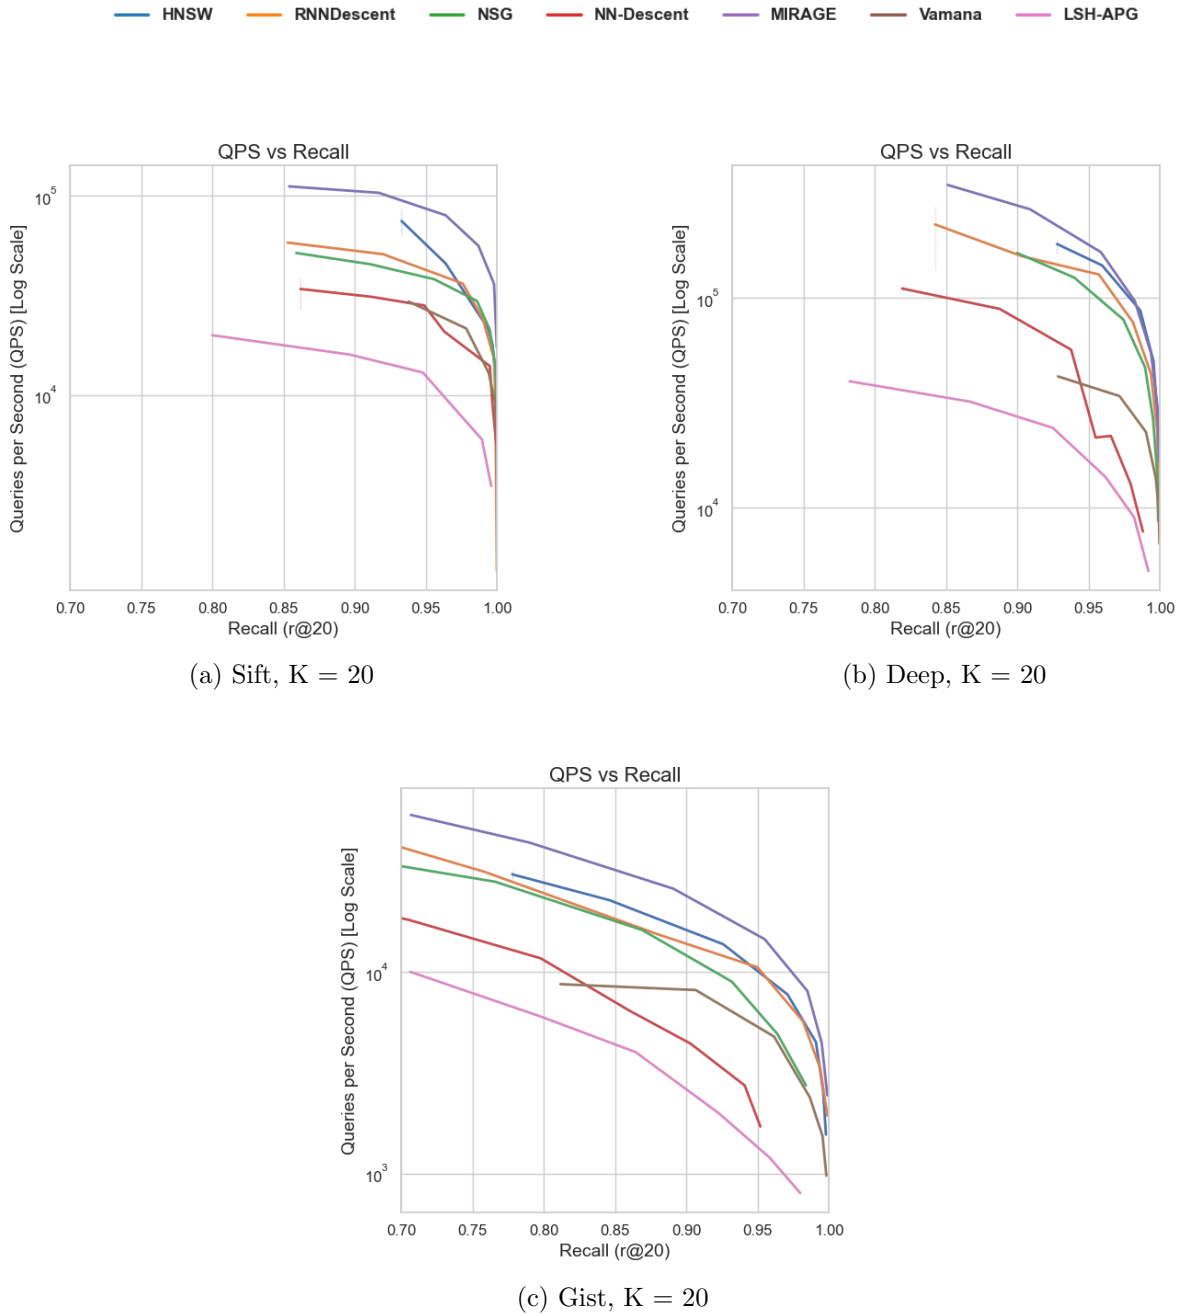 HNSW RNNDescent NSG NN-Descent MIRAGE Vamana LSH-APG
QPS vs Recall
Queries per Second (QPS) [Log Scale]
10^5
10^4
0.70 0.75 0.80 0.85 0.90 0.95 1.00
Recall (r@20)
(a) Sift, K = 20
QPS vs Recall
Queries per Second (QPS) [Log Scale]
10^5
10^4
0.70 0.75 0.80 0.85 0.90 0.95 1.00
Recall (r@20)
(b) Deep, K = 20
QPS vs Recall
Queries per Second (QPS) [Log Scale]
10^4
10^3
0.70 0.75 0.80 0.85 0.90 0.95 1.00
Recall (r@20)
(c) Gist, K = 20